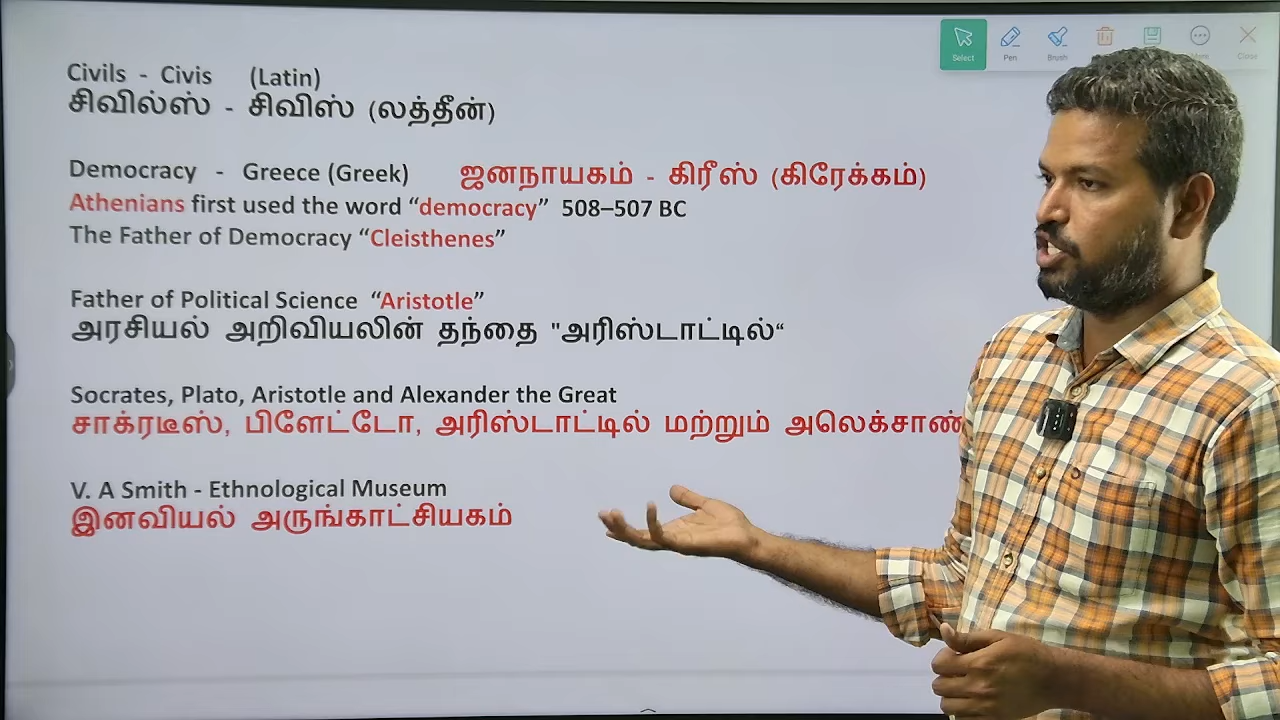 Select Pen Brush More Close
Civils - Civis (Latin)
சிவில்ஸ் - சிவிஸ் (லத்தீன்)
Democracy - Greece (Greek) ஜனநாயகம் - கிரீஸ் (கிரேக்கம்)
Athenians first used the word “democracy” 508–507 BC
The Father of Democracy “Cleisthenes”
Father of Political Science “Aristotle”
அரசியல் அறிவியலின் தந்தை "அரிஸ்டாட்டில்“
Socrates, Plato, Aristotle and Alexander the Great
சாக்ரடீஸ், பிளேட்டோ, அரிஸ்டாட்டில் மற்றும்
V. A Smith - Ethnological Museum
இனவியல் அருங்காட்சியகம்